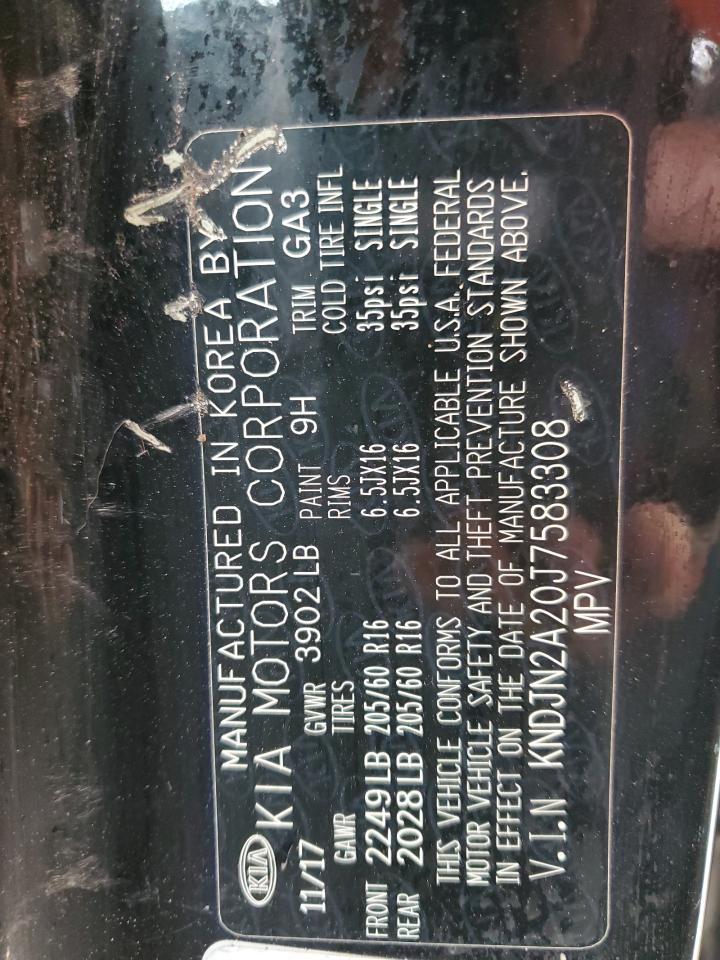 KIA
MANUFACTURED IN KOREA BY
KIA MOTORS CORPORATION
11/17 GVWR 3902LB PAINT 9H TRIM GA3
GAWR TIRES RIMS COLD TIRE INFL
FRONT 2249LB 205/60 R16 6.5JX16 35psi SINGLE
REAR 2028LB 205/60 R16 6.5JX16 35psi SINGLE
THIS VEHICLE CONFORMS TO ALL APPLICABLE U.S.A. FEDERAL
MOTOR VEHICLE SAFETY AND THEFT PREVENTION STANDARDS
IN EFFECT ON THE DATE OF MANUFACTURE SHOWN ABOVE.
V.I.N KNDJN2A20J7583308
MPV